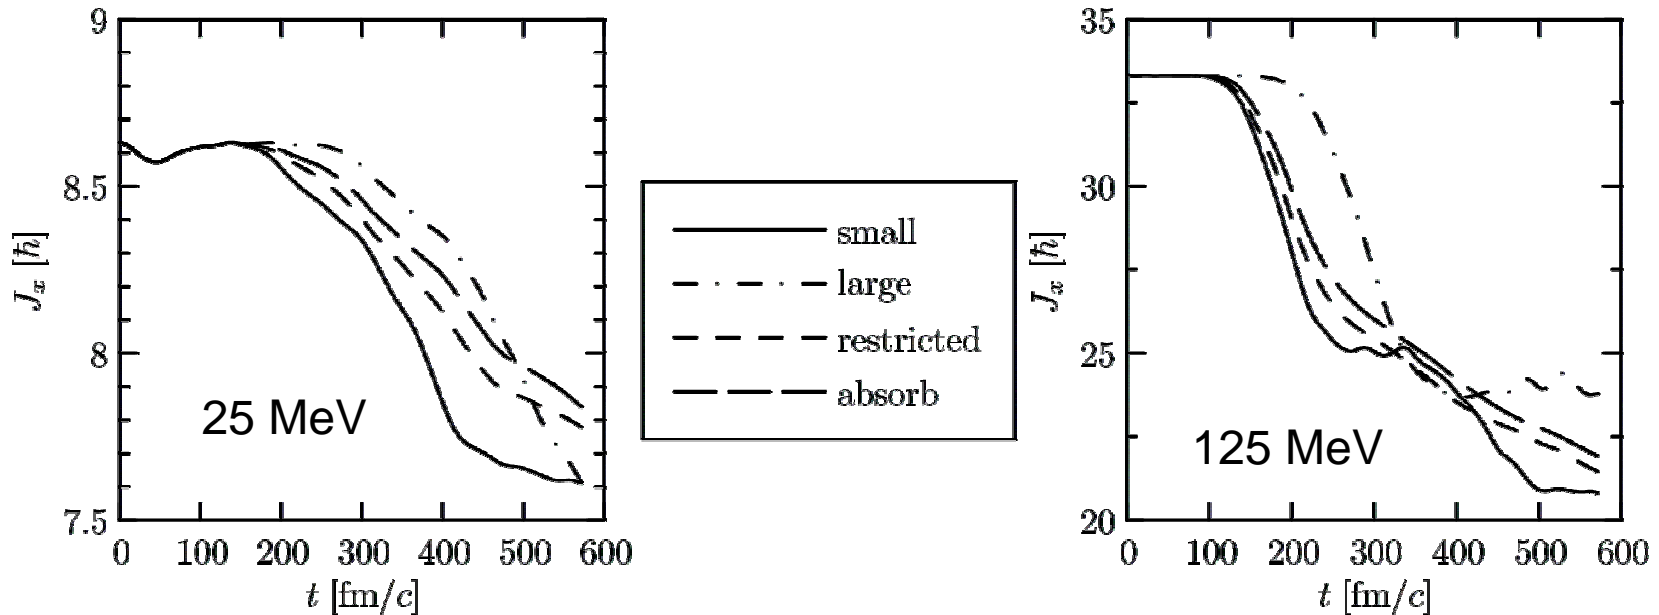 9
8.5
8
7.5
J_x [ħ]
0 100 200 300 400 500 600
t [fm/c]
25 MeV
small
large
restricted
absorb
35
30
25
20
J_x [ħ]
0 100 200 300 400 500 600
t [fm/c]
125 MeV